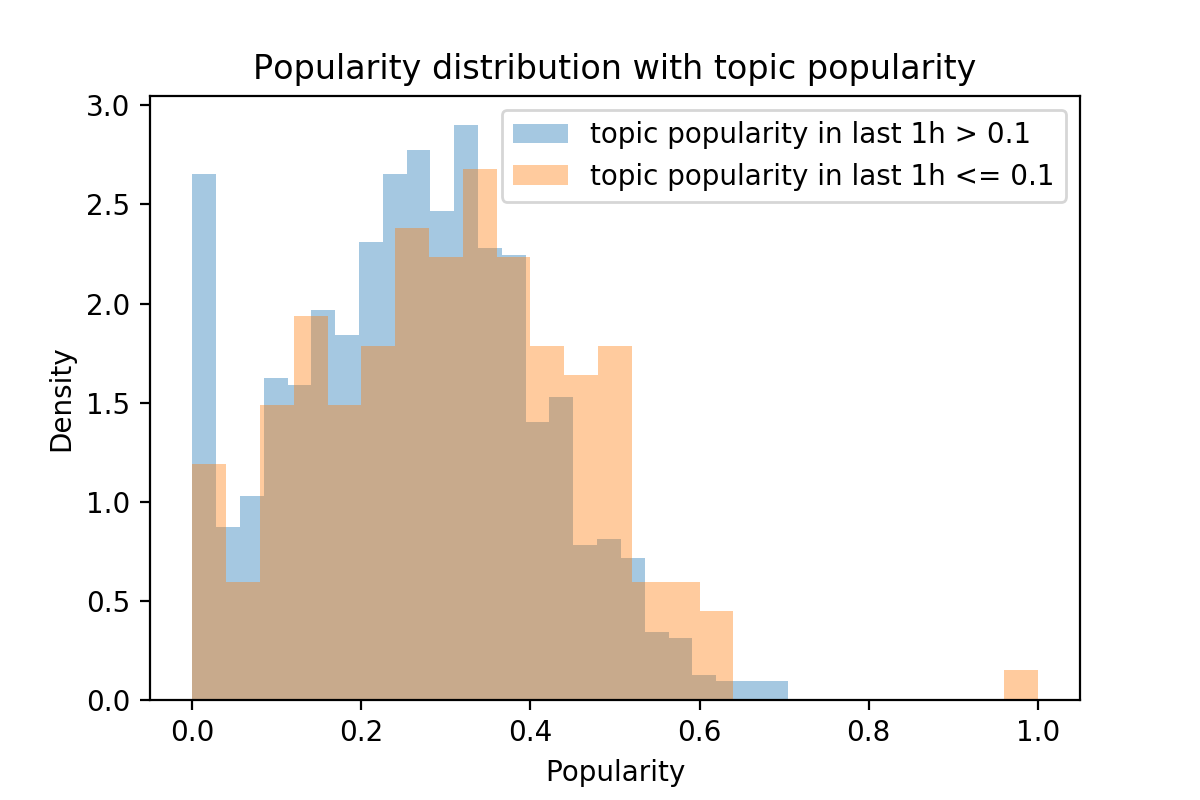 Popularity distribution with topic popularity
topic popularity in last 1h > 0.1
topic popularity in last 1h <= 0.1
3.0
2.5
2.0
1.5
1.0
0.5
0.0
Density
0.0 0.2 0.4 0.6 0.8 1.0
Popularity